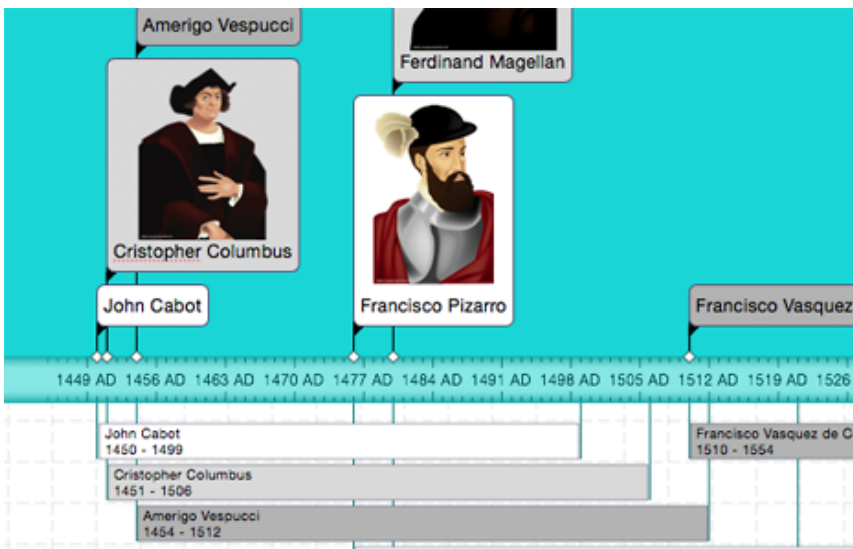 Amerigo Vespucci
Ferdinand Magellan
Cristopher Columbus
John Cabot
Francisco Pizarro
Francisco Vasquez
1449 AD 1456 AD 1463 AD 1470 AD 1477 AD 1484 AD 1491 AD 1498 AD 1505 AD 1512 AD 1519 AD 1526
John Cabot
1450 - 1499
Francisco Vasquez de C
1510 - 1554
Cristopher Columbus
1451 - 1506
Amerigo Vespucci
1454 - 1512